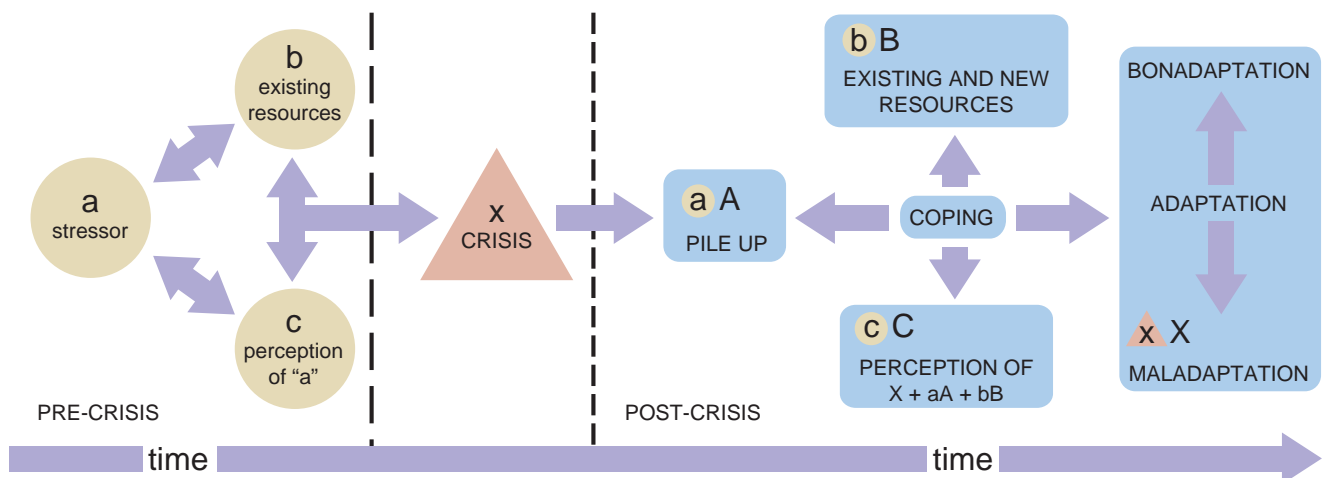 a
stressor
b
existing
resources
c
perception
of “a”
PRE-CRISIS
x
CRISIS
a A
PILE UP
b B
EXISTING AND NEW
RESOURCES
COPING
c C
PERCEPTION OF
X + aA + bB
POST-CRISIS
BONADAPTATION
ADAPTATION
x X
MALADAPTATION
time
time